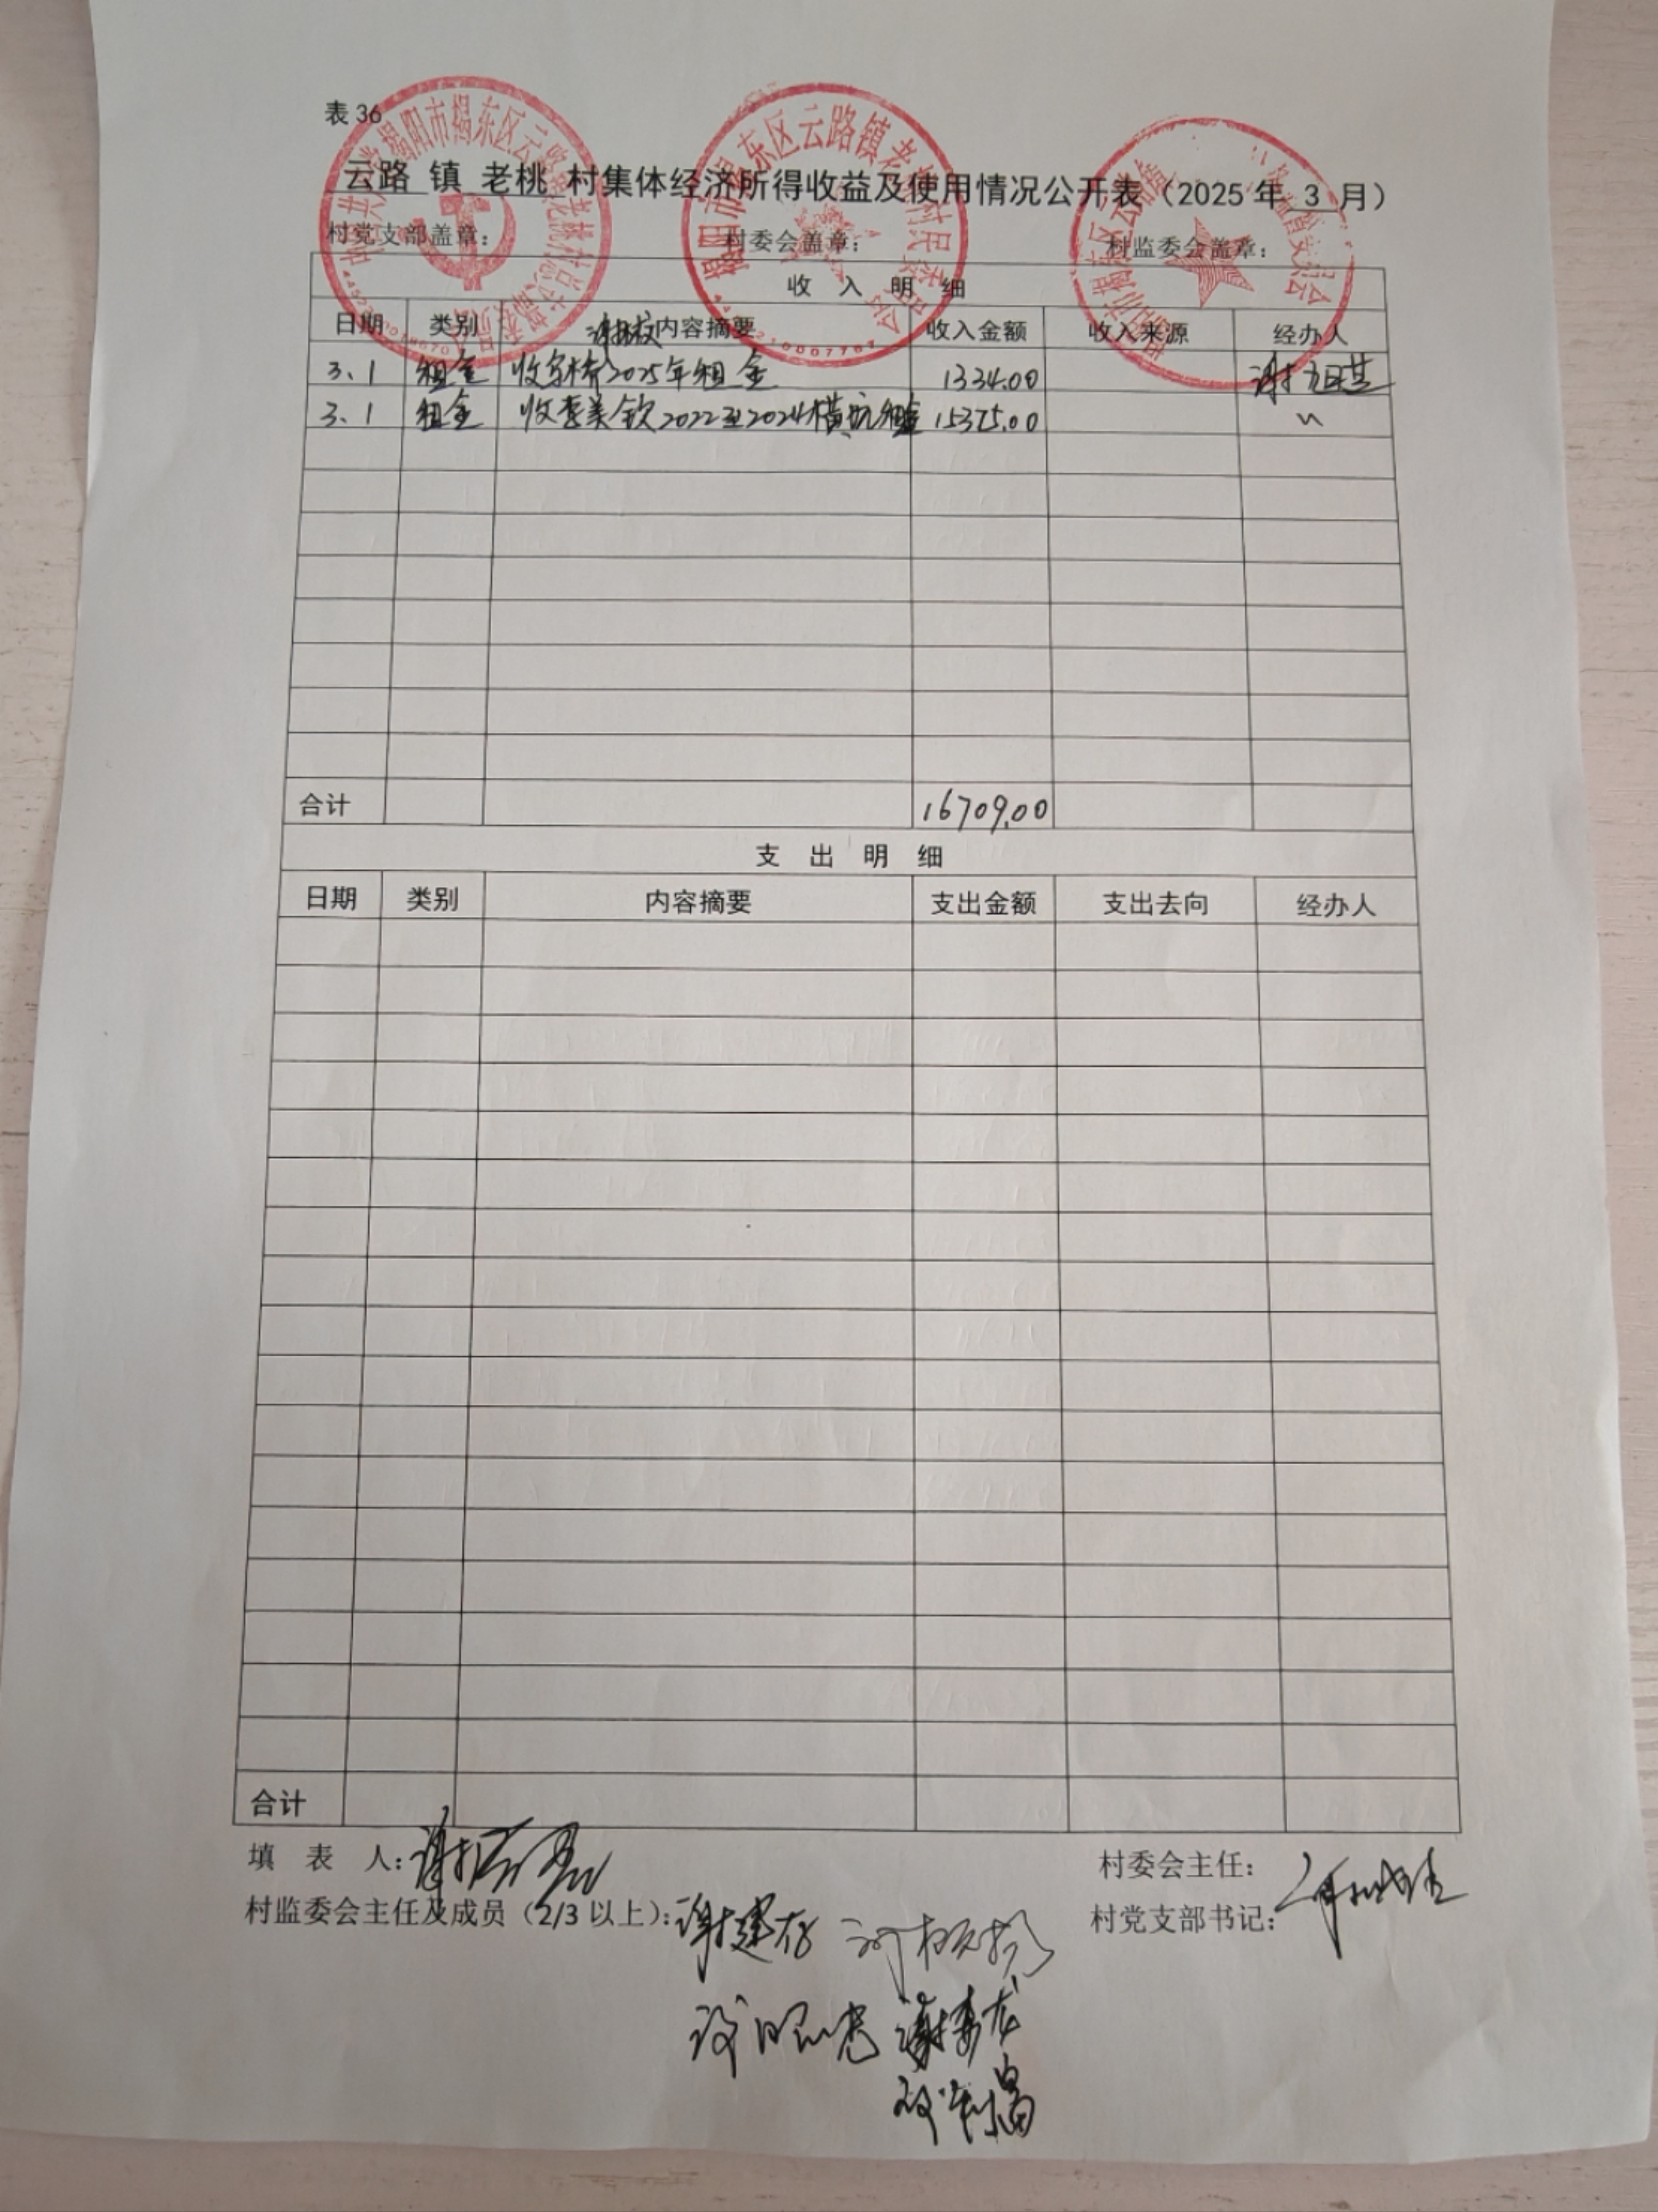 表 36
云路 镇 老桃 村集体经济所得收益及使用情况公开表（2025 年 3 月）
村党支部盖章： 村委会盖章： 村监委会盖章：
收 入 明 细
日期 类别 内容摘要 收入金额 收入来源 经办人
3.1 租金 2025年租金 1334.00
3.1 租金 收李美钦2022至2024横坑租金 15375.00 〃
合计 16709.00
支 出 明 细
日期 类别 内容摘要 支出金额 支出去向 经办人
合计
填 表 人： 村委会主任：
村监委会主任及成员（2/3 以上）： 村党支部书记：